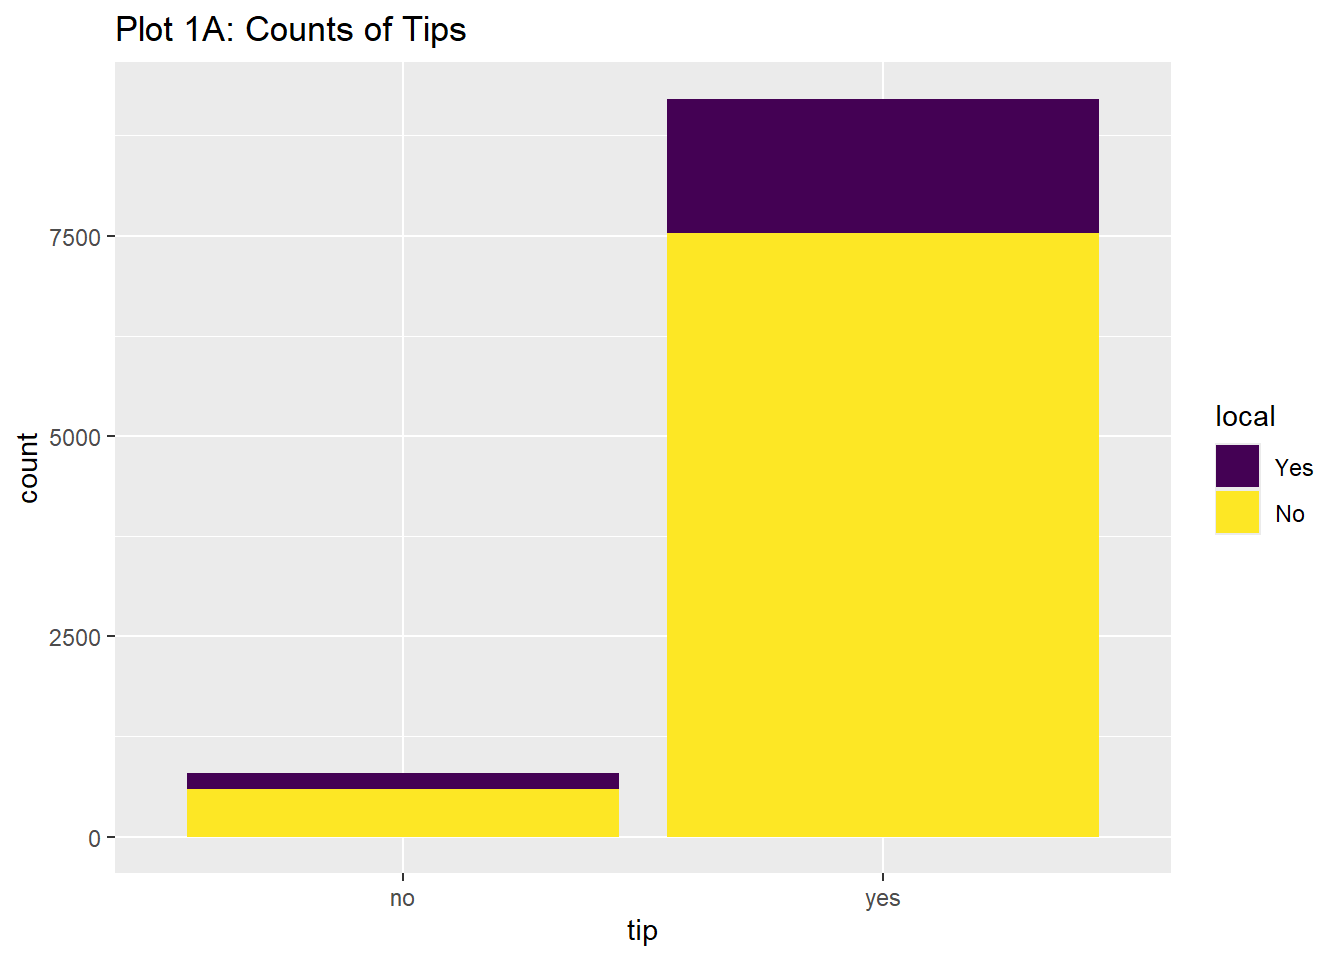 Plot 1A: Counts of Tips
7500
5000
2500
0
count
no
yes
tip
local
Yes
No